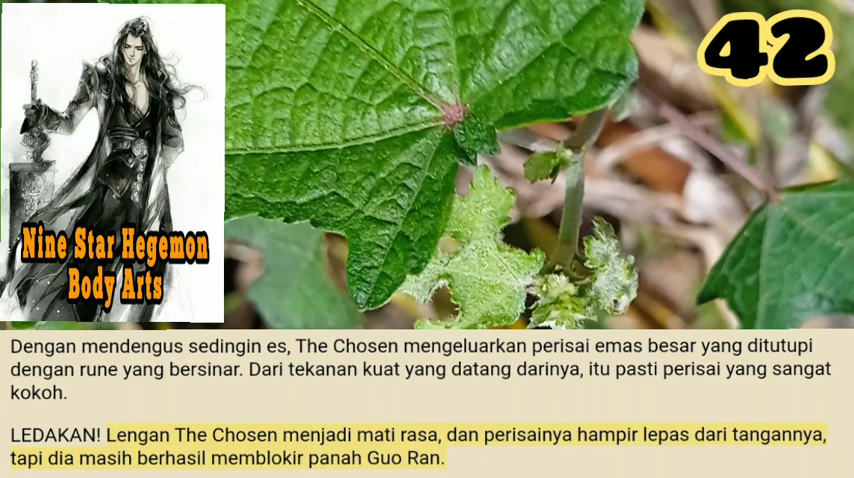 42
Nine Star Hegemon
Body Arts
Dengan mendengus sedingin es, The Chosen mengeluarkan perisai emas besar yang ditutupi
dengan rune yang bersinar. Dari tekanan kuat yang datang darinya, itu pasti perisai yang sangat
kokoh.
LEDAKAN! Lengan The Chosen menjadi mati rasa, dan perisainya hampir lepas dari tangannya,
tapi dia masih berhasil memblokir panah Guo Ran.